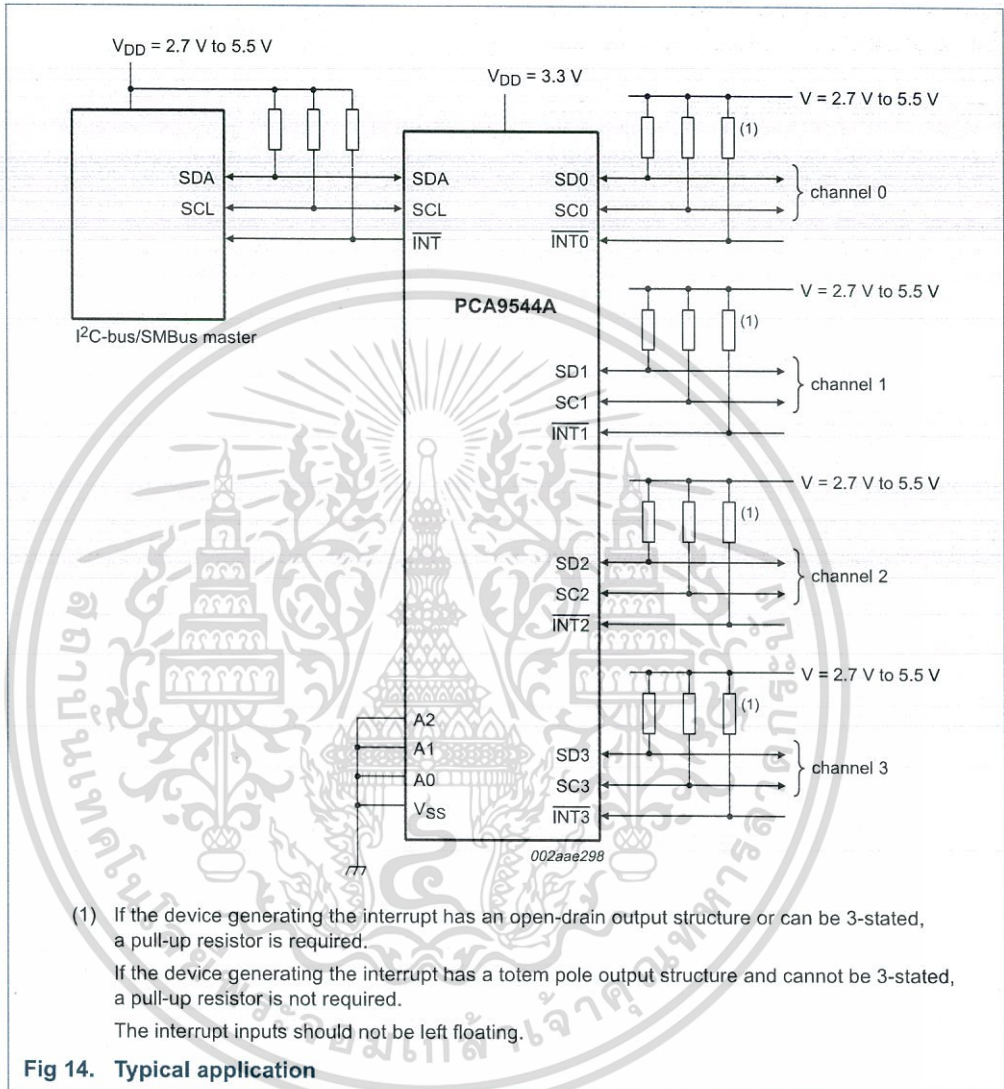 V_DD = 2.7 V to 5.5 V
V_DD = 3.3 V
V = 2.7 V to 5.5 V
(1)
SDA
SCL
SDA
SCL
INT
SD0
SC0
INT0
channel 0
PCA9544A
I²C-bus/SMBus master
V = 2.7 V to 5.5 V
(1)
SD1
SC1
INT1
channel 1
V = 2.7 V to 5.5 V
(1)
SD2
SC2
INT2
channel 2
V = 2.7 V to 5.5 V
(1)
SD3
SC3
INT3
channel 3
A2
A1
A0
V_SS
002aae298
(1) If the device generating the interrupt has an open-drain output structure or can be 3-stated,
a pull-up resistor is required.
If the device generating the interrupt has a totem pole output structure and cannot be 3-stated,
a pull-up resistor is not required.
The interrupt inputs should not be left floating.
Fig 14. Typical application